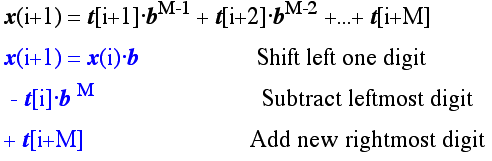 x(i+1) = t[i+1]·b^M-1 + t[i+2]·b^M-2 +...+ t[i+M]
x(i+1) = x(i)·b Shift left one digit
- t[i]·b^M Subtract leftmost digit
+ t[i+M] Add new rightmost digit